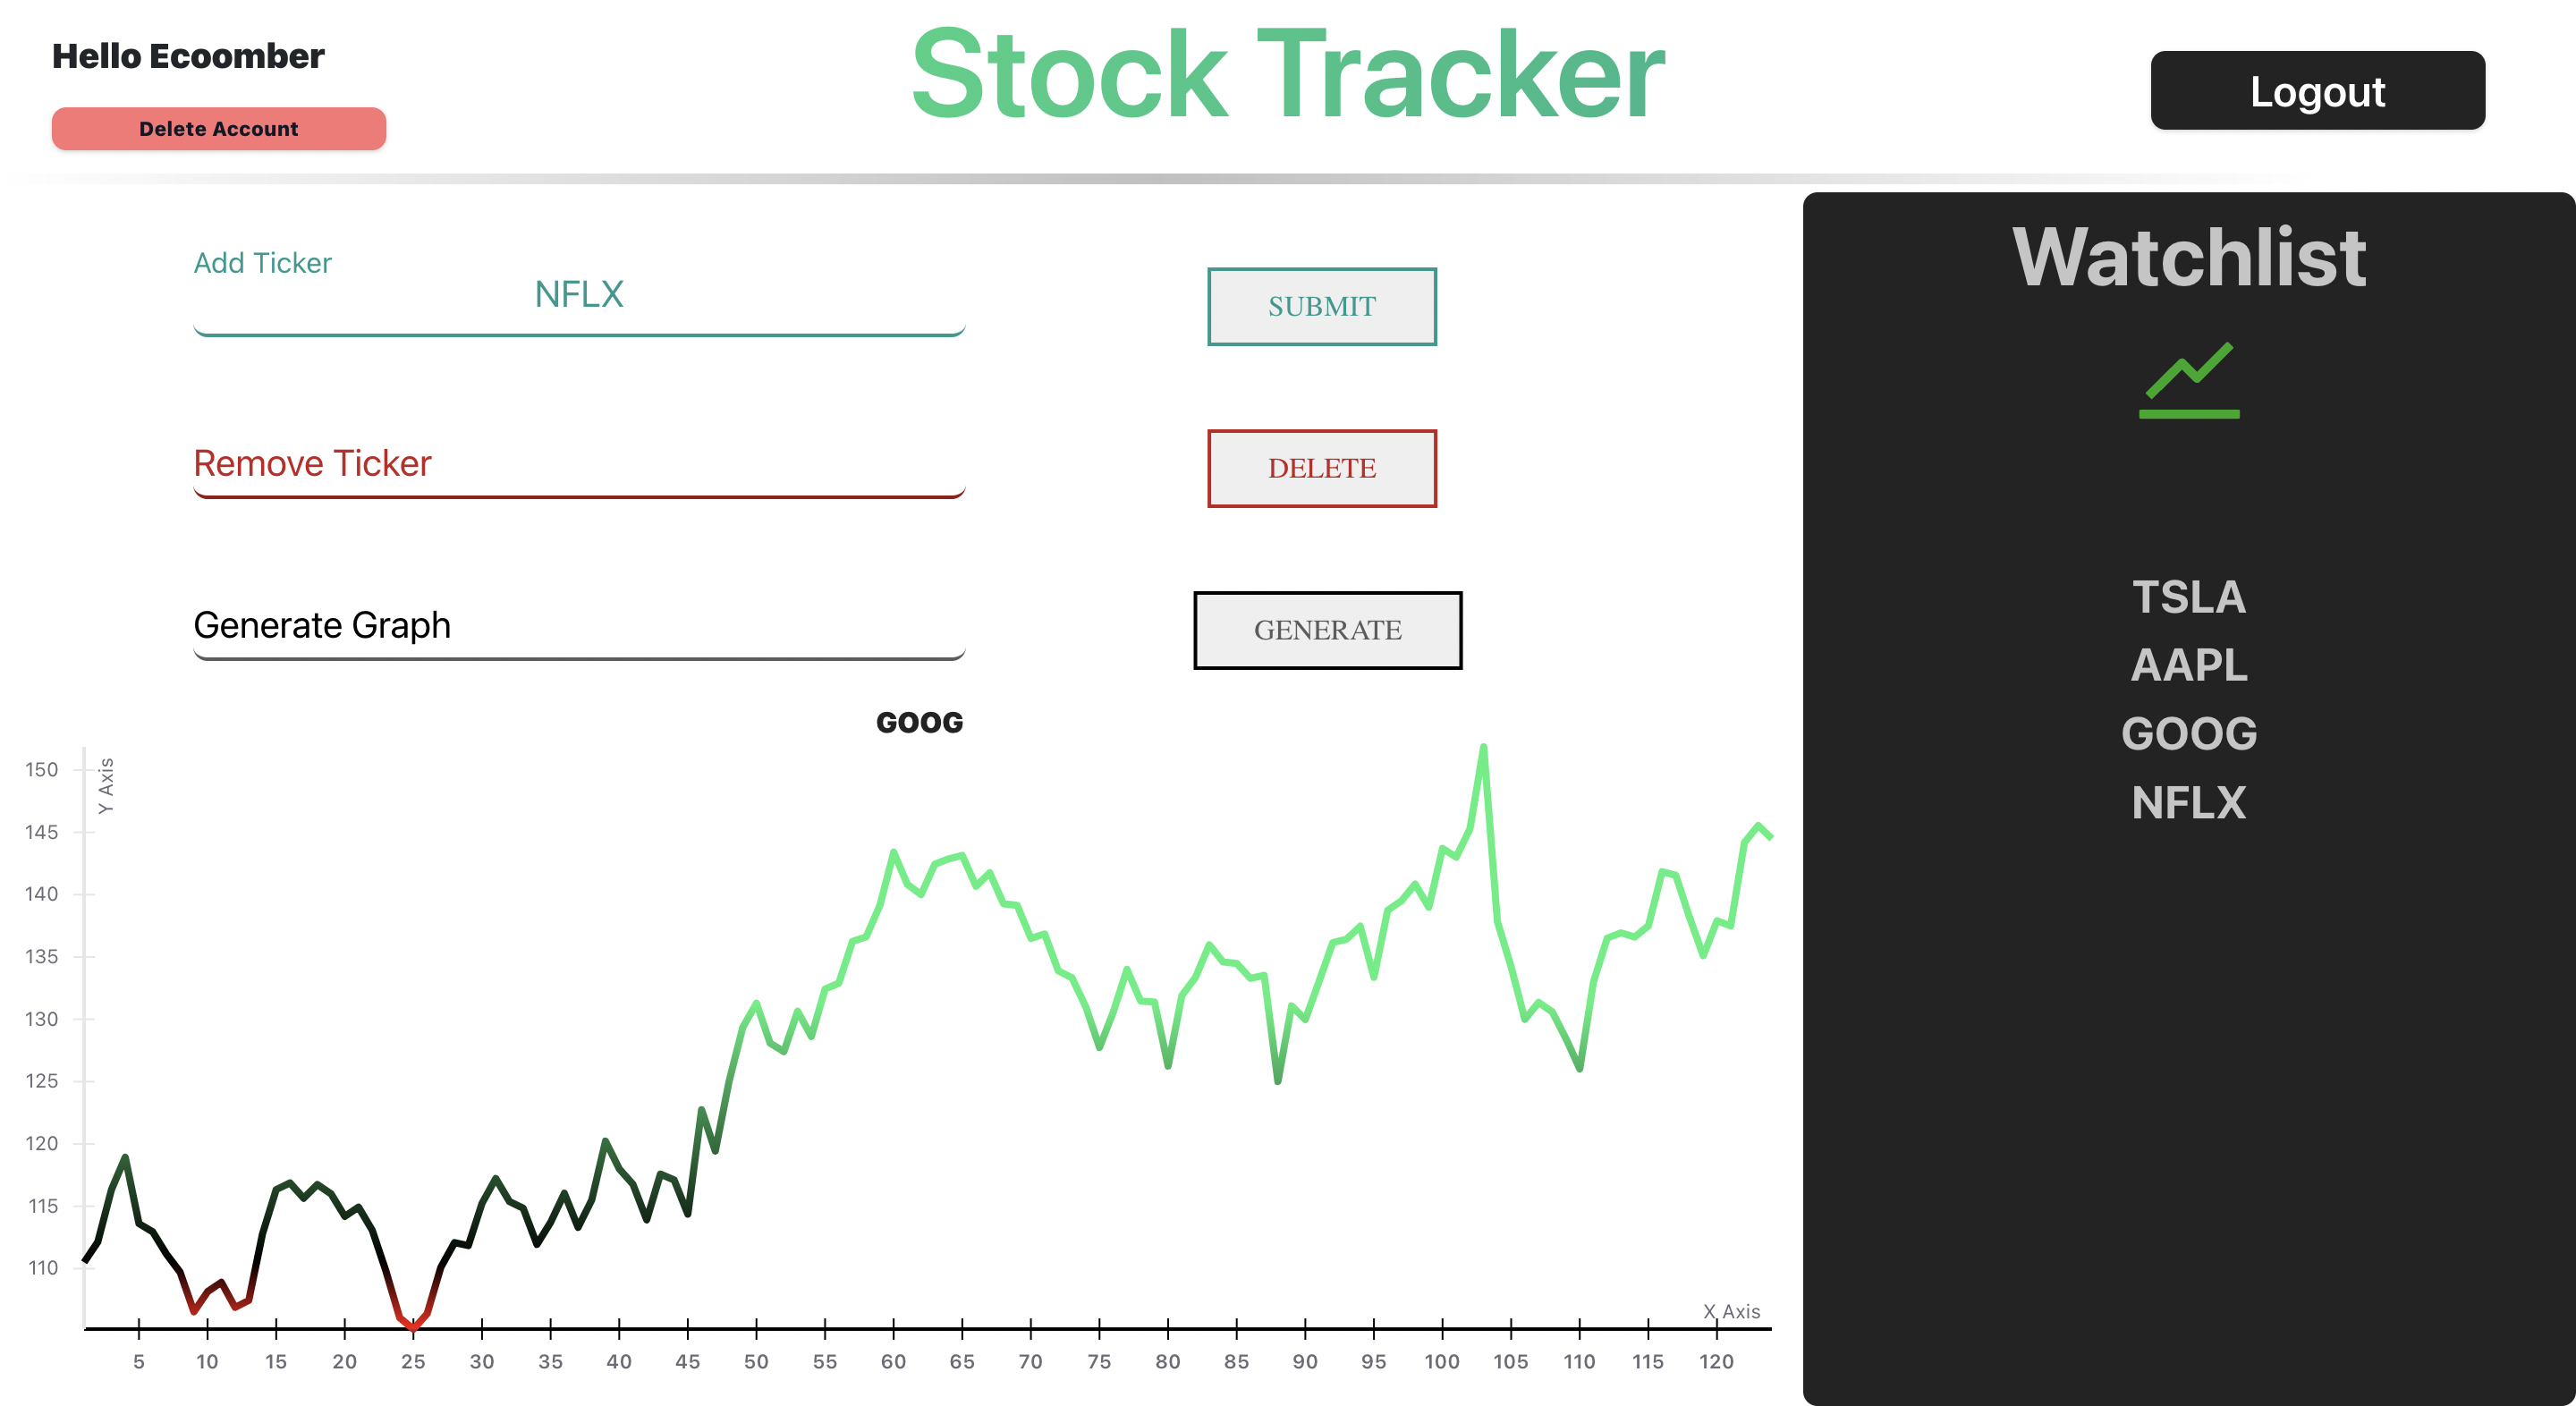 Hello Ecoomber
Delete Account
Stock Tracker
Logout
Add Ticker
NFLX
SUBMIT
Remove Ticker
DELETE
Generate Graph
GENERATE
GOOG
Y Axis
150
145
140
135
130
125
120
115
110
X Axis
5 10 15 20 25 30 35 40 45 50 55 60 65 70 75 80 85 90 95 100 105 110 115 120
Watchlist
TSLA
AAPL
GOOG
NFLX